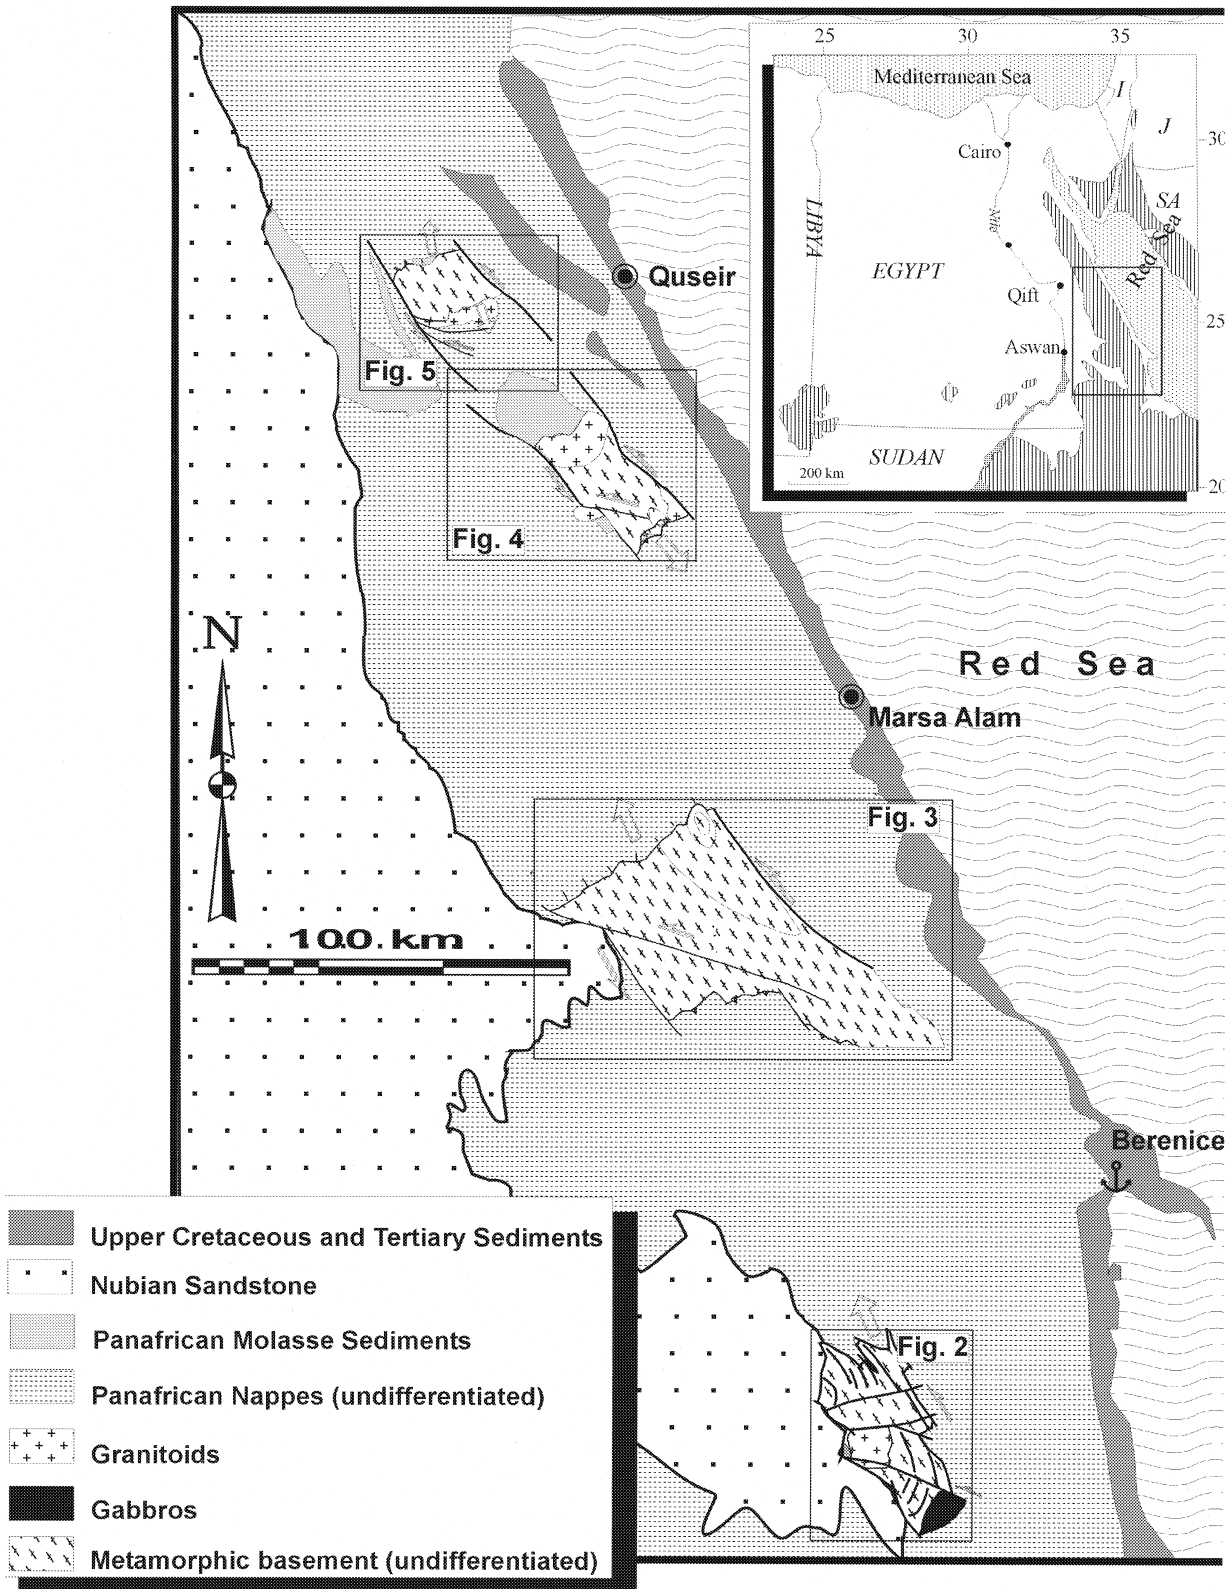 25 30 35
Mediterranean Sea
I
J
30
Cairo
LIBYA
SA
Nile
Red Sea
EGYPT
Qift
25
Aswan
SUDAN
200 km
20
Quseir
Fig. 5
Fig. 4
N
Red Sea
Marsa Alam
Fig. 3
100 km
Berenice
Fig. 2
Upper Cretaceous and Tertiary Sediments
Nubian Sandstone
Panafrican Molasse Sediments
Panafrican Nappes (undifferentiated)
Granitoids
Gabbros
Metamorphic basement (undifferentiated)